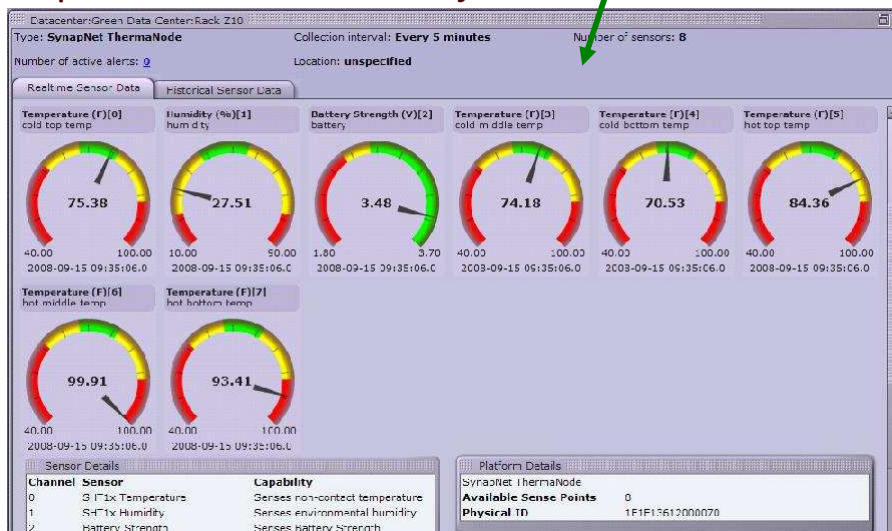 Datacenter:Green Data Center:Rack Z10
Type: SynapNet ThermaNode Collection interval: Every 5 minutes Number of sensors: 8
Number of active alerts: 0 Location: unspecified
Realtime Sensor Data Historical Sensor Data
Temperature (F)[0] Humidity (%)[1] Battery Strength (V)[2] Temperature (F)[3] Temperature (F)[4] Temperature (F)[5]
cold top temp humidity battery cold middle temp cold bottom temp hot top temp
75.38 27.51 3.48 74.18 70.53 84.36
40.00 100.00 10.00 50.00 1.80 3.70 40.00 100.00 40.00 100.00 40.00 100.00
2008-09-15 09:35:06.0 2008-09-15 09:35:06.0 2008-09-15 09:35:06.0 2008-09-15 09:35:06.0 2008-09-15 09:35:06.0 2008-09-15 09:35:06.0
Temperature (F)[6] Temperature (F)[7]
hot middle temp hot bottom temp
99.91 93.41
40.00 100.00 40.00 100.00
2008-09-15 09:35:06.0 2008-09-15 09:35:06.0
Sensor Details Platform Details
Channel Sensor Capability SynapNet ThermaNode
0 SHT1x Temperature Senses non-contact temperature Available Sense Points 8
1 SHT1x Humidity Senses environmental humidity Physical ID 1F1F13612000070
2 Battery Strength Senses Battery Strength